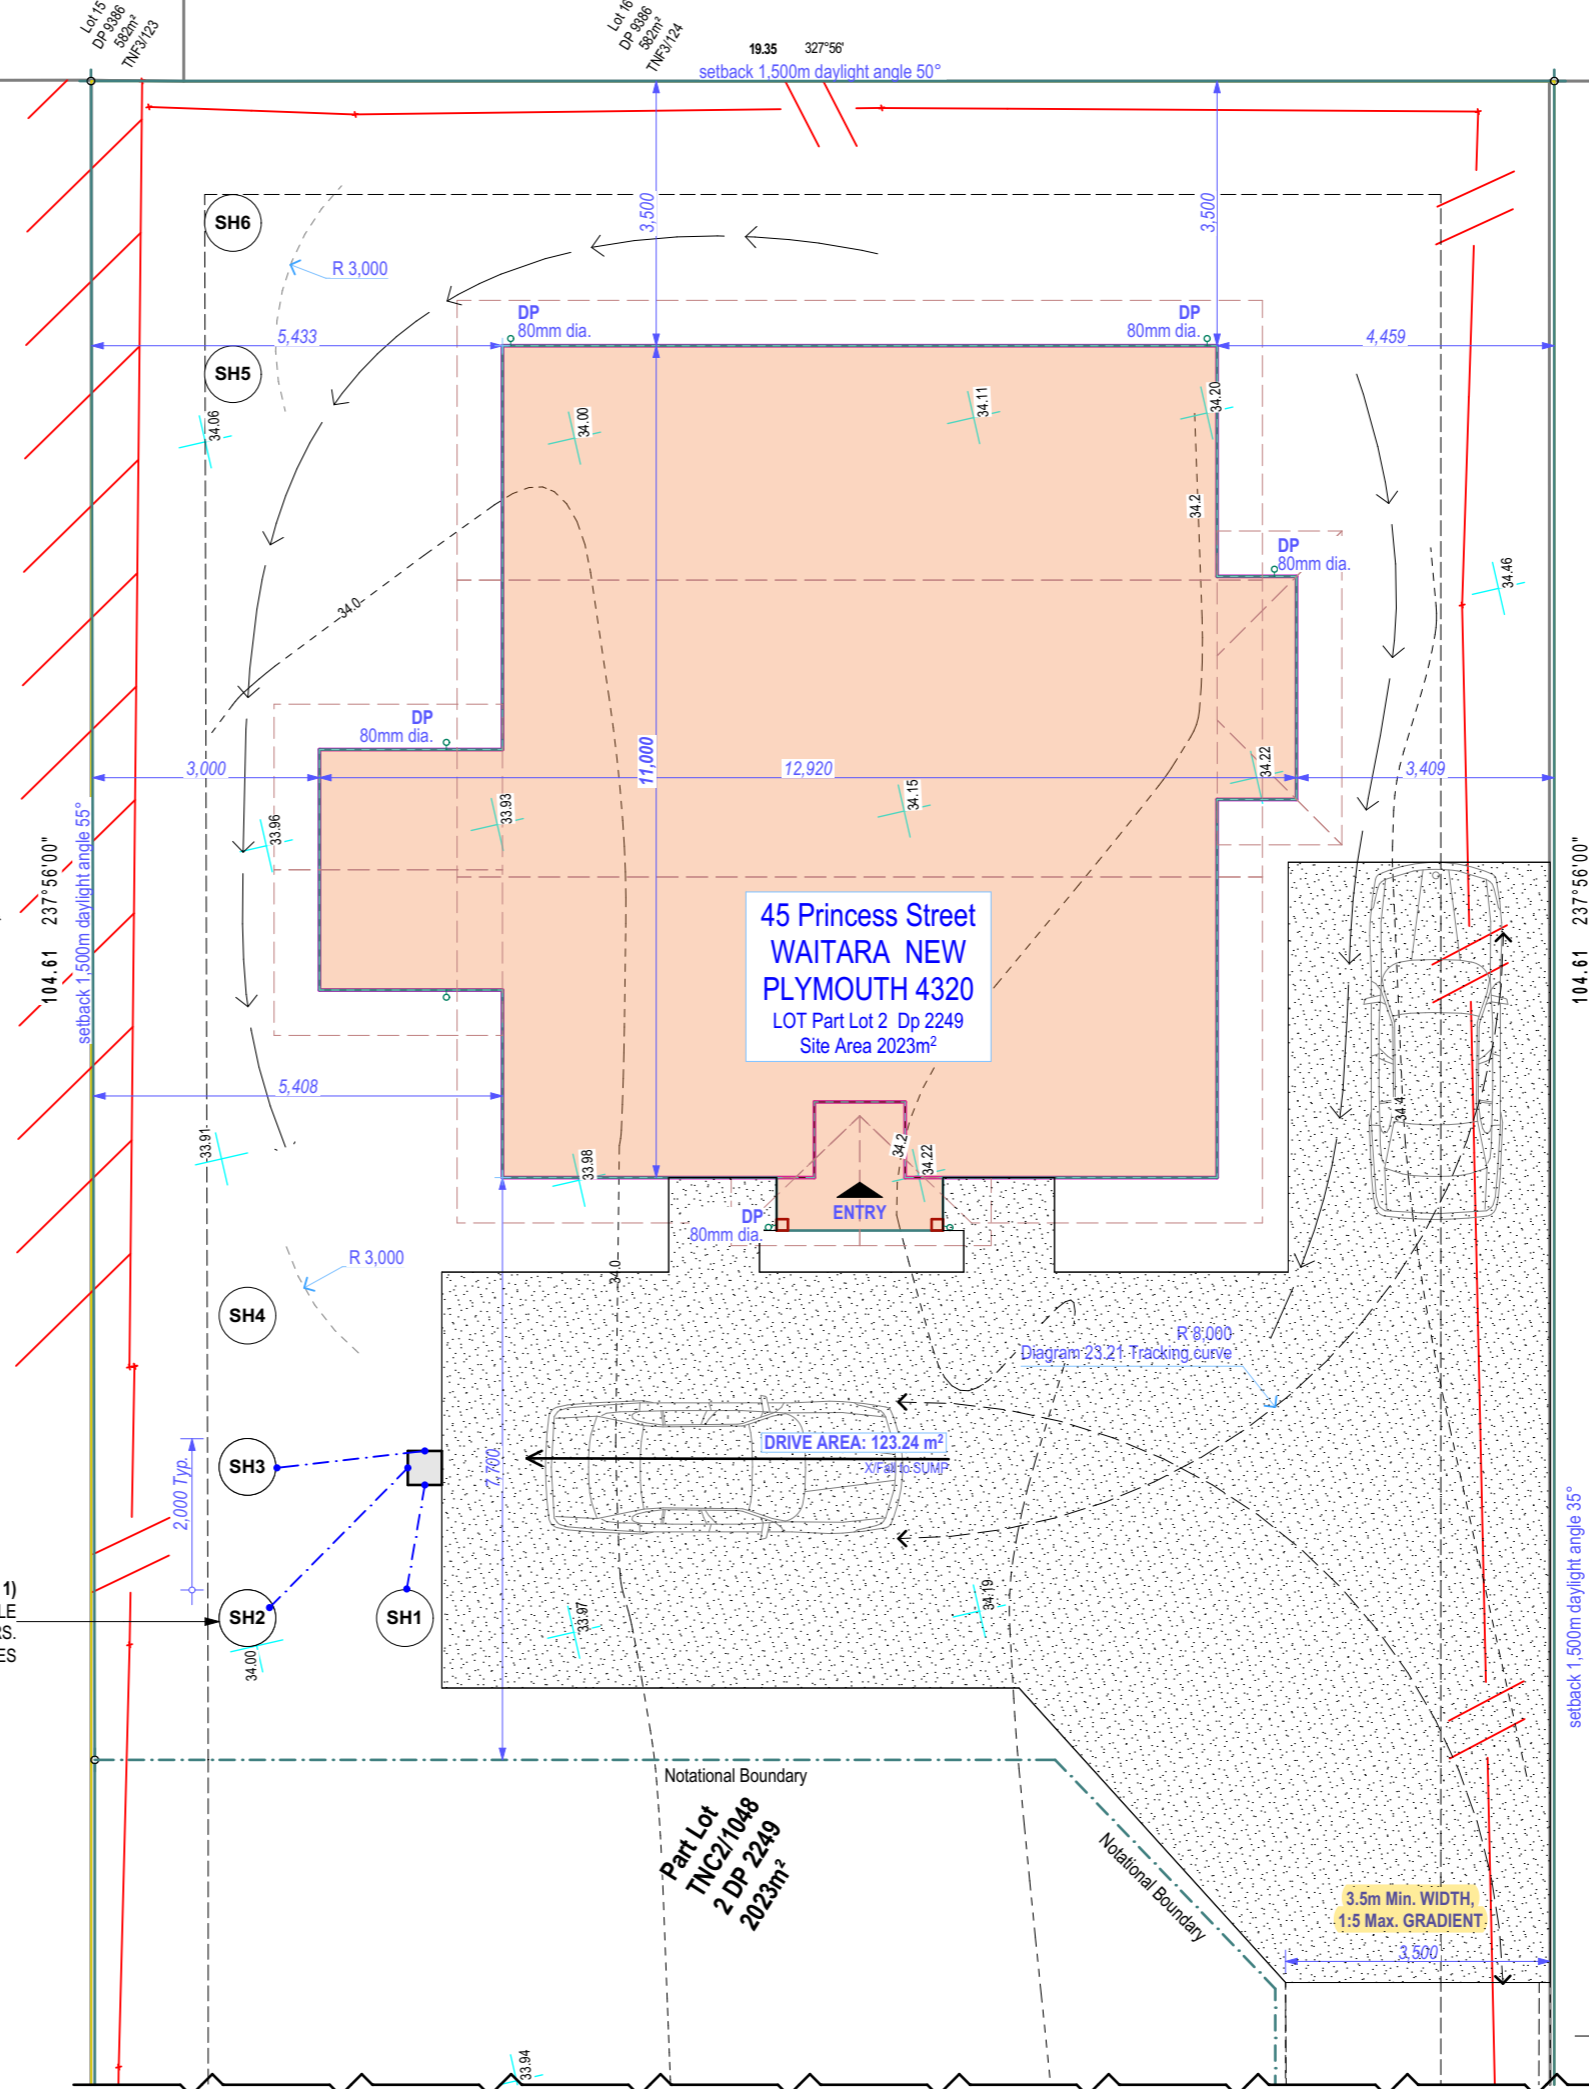 Lot 15
DP 9386
582m²
TNF3/123
Lot 16
DP 9386
582m²
TNF3/124
19.35 327°56'
setback 1,500m daylight angle 50°
SH6
R 3,000
3,500
3,500
DP
80mm dia.
DP
80mm dia.
5,433
4,459
SH5
34.06
34.00
34.11
34.20
34.2
DP
80mm dia.
34.46
34.0
DP
80mm dia.
3,000
11,000
12,920
34.22
3,409
33.96
33.93
34.15
104.61 237°56'00"
setback 1,500m daylight angle 55°
104.61 237°56'00"
45 Princess Street
WAITARA NEW
PLYMOUTH 4320
LOT Part Lot 2 Dp 2249
Site Area 2023m²
5,408
34.4
33.91
33.98
34.2
34.22
ENTRY
DP
80mm dia.
R 3,000
34.0
SH4
R 8,000
Diagram 23.21 Tracking curve
DRIVE AREA: 123.24 m²
X/Fall to SUMP
SH3
2,000 Typ.
7,700
setback 1,500m daylight angle 35°
1)
LE
RS.
ES
SH2
SH1
34.00
33.97
34.19
Notational Boundary
Part Lot
TNC2/1048
2 DP 2249
2023m²
Notational Boundary
3.5m Min. WIDTH,
1:5 Max. GRADIENT
3,500
33.94